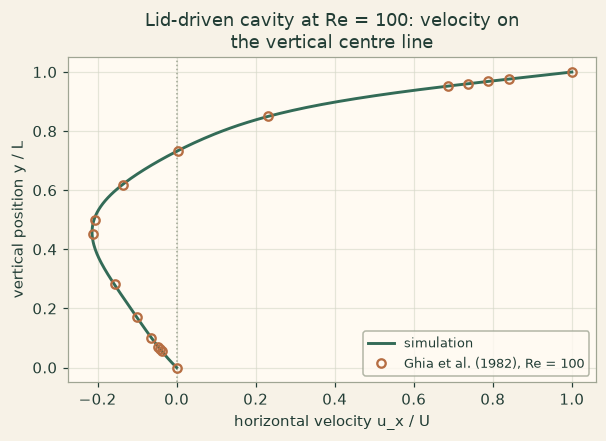 Lid-driven cavity at Re = 100: velocity on
the vertical centre line
vertical position y / L
1.0
0.8
0.6
0.4
0.2
0.0
−0.2 0.0 0.2 0.4 0.6 0.8 1.0
horizontal velocity u_x / U
simulation
Ghia et al. (1982), Re = 100